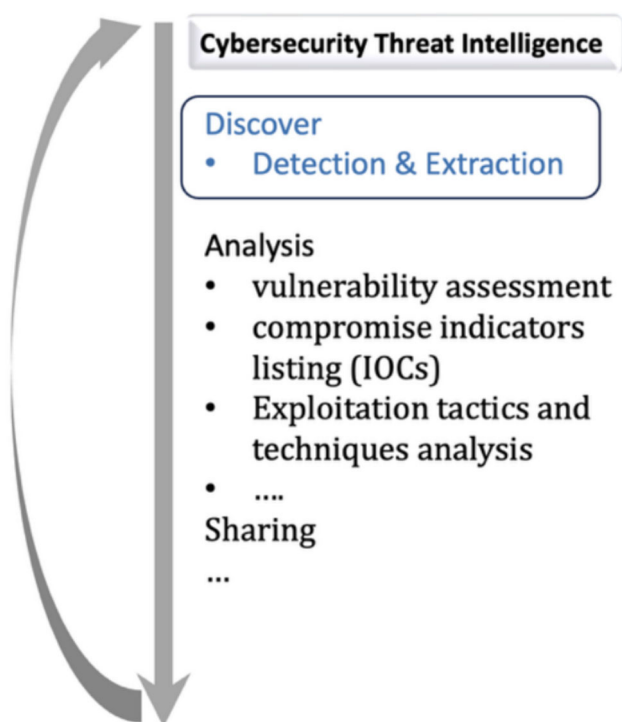 Cybersecurity Threat Intelligence
Discover
• Detection & Extraction
Analysis
• vulnerability assessment
• compromise indicators
listing (IOCs)
• Exploitation tactics and
techniques analysis
• ....
Sharing
...